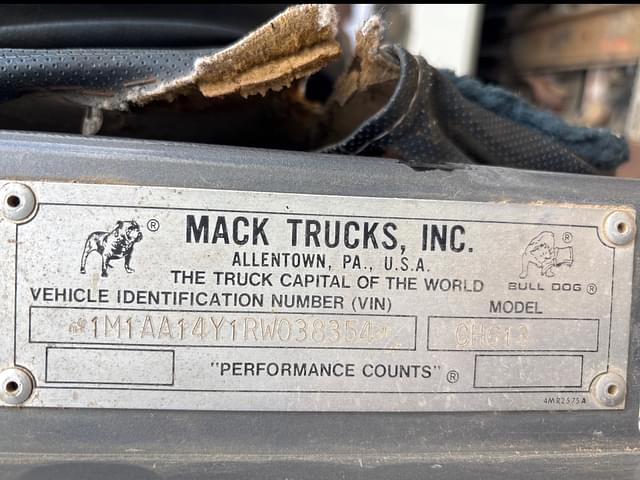 ®
MACK TRUCKS, INC.
ALLENTOWN, PA., U.S.A.
THE TRUCK CAPITAL OF THE WORLD
®
BULL DOG ®
VEHICLE IDENTIFICATION NUMBER (VIN)
MODEL
1M1AA14Y1RW038354
CH613
"PERFORMANCE COUNTS" ®
4MR2575A